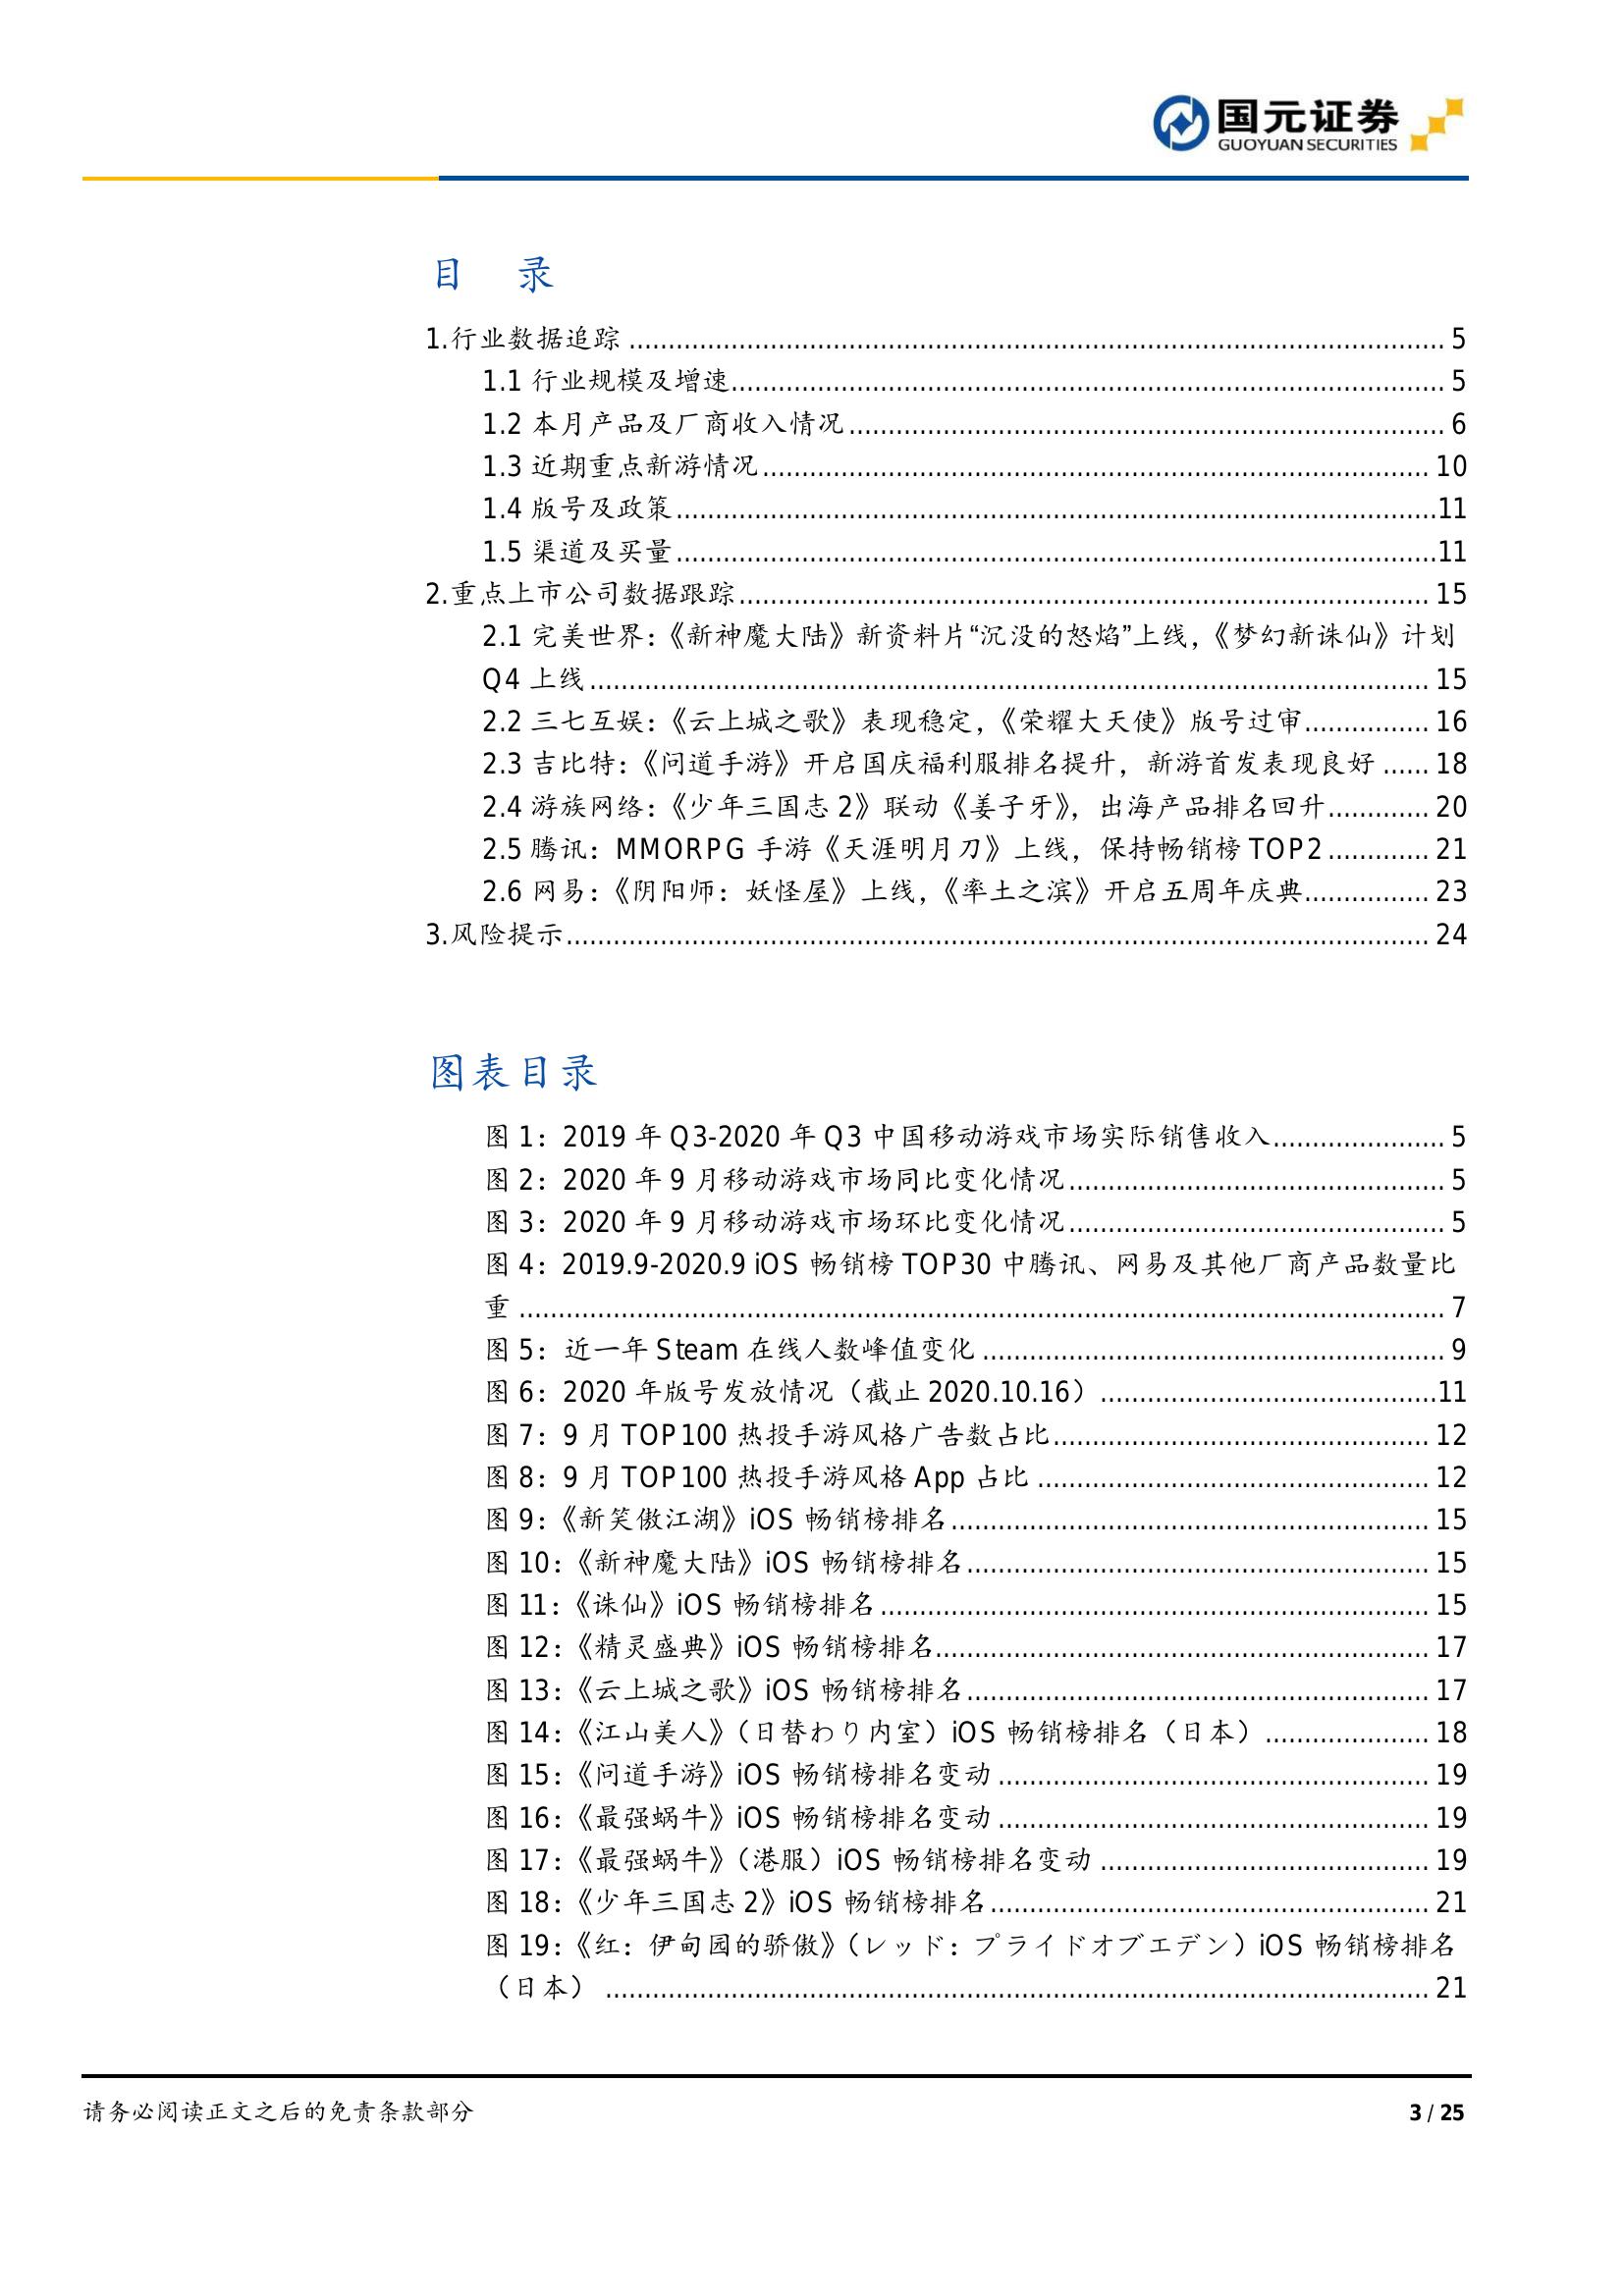 国元证券
GUOYUAN SECURITIES
目 录
1.行业数据追踪 ........ 5
1.1 行业规模及增速........ 5
1.2 本月产品及厂商收入情况........ 6
1.3 近期重点新游情况........ 10
1.4 版号及政策........ 11
1.5 渠道及买量........ 11
2.重点上市公司数据跟踪........ 15
2.1 完美世界：《新神魔大陆》新资料片“沉没的怒焰”上线，《梦幻新诛仙》计划
Q4 上线........ 15
2.2 三七互娱：《云上城之歌》表现稳定，《荣耀大天使》版号过审........ 16
2.3 吉比特：《问道手游》开启国庆福利服排名提升，新游首发表现良好 ...... 18
2.4 游族网络：《少年三国志 2》联动《姜子牙》，出海产品排名回升........ 20
2.5 腾讯：MMORPG 手游《天涯明月刀》上线，保持畅销榜 TOP2........ 21
2.6 网易：《阴阳师：妖怪屋》上线，《率土之滨》开启五周年庆典........ 23
3.风险提示........ 24
图表目录
图 1：2019 年 Q3-2020 年 Q3 中国移动游戏市场实际销售收入........ 5
图 2：2020 年 9 月移动游戏市场同比变化情况........ 5
图 3：2020 年 9 月移动游戏市场环比变化情况........ 5
图 4：2019.9-2020.9 iOS 畅销榜 TOP30 中腾讯、网易及其他厂商产品数量比
重 ........ 7
图 5：近一年 Steam 在线人数峰值变化 ........ 9
图 6：2020 年版号发放情况（截止 2020.10.16）........ 11
图 7：9 月 TOP100 热投手游风格广告数占比........ 12
图 8：9 月 TOP100 热投手游风格 App 占比 ........ 12
图 9：《新笑傲江湖》iOS 畅销榜排名........ 15
图 10：《新神魔大陆》iOS 畅销榜排名........ 15
图 11：《诛仙》iOS 畅销榜排名........ 15
图 12：《精灵盛典》iOS 畅销榜排名........ 17
图 13：《云上城之歌》iOS 畅销榜排名........ 17
图 14：《江山美人》（日替わり内室）iOS 畅销榜排名（日本）........ 18
图 15：《问道手游》iOS 畅销榜排名变动 ........ 19
图 16：《最强蜗牛》iOS 畅销榜排名变动 ........ 19
图 17：《最强蜗牛》（港服）iOS 畅销榜排名变动 ........ 19
图 18：《少年三国志 2》iOS 畅销榜排名........ 21
图 19：《红：伊甸园的骄傲》（レッド：プライドオブエデン）iOS 畅销榜排名
（日本） ........ 21
请务必阅读正文之后的免责条款部分
3 / 25